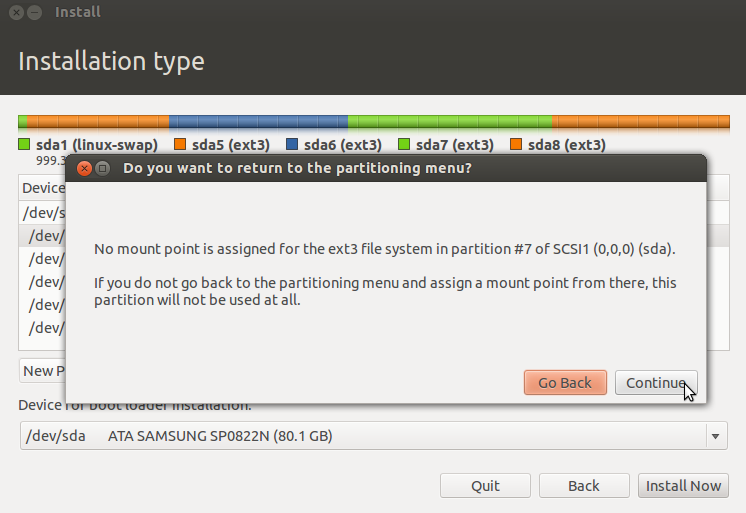 Install
Installation type
sda1 (linux-swap) sda5 (ext3) sda6 (ext3) sda7 (ext3) sda8 (ext3)
999.3
Do you want to return to the partitioning menu?
Device
/dev/s
/dev/
/dev/
/dev/
/dev/
/dev/
No mount point is assigned for the ext3 file system in partition #7 of SCSI1 (0,0,0) (sda).
If you do not go back to the partitioning menu and assign a mount point from there, this
partition will not be used at all.
New P
Go Back Continue
Device for boot loader installation:
/dev/sda ATA SAMSUNG SP0822N (80.1 GB)
Quit Back Install Now